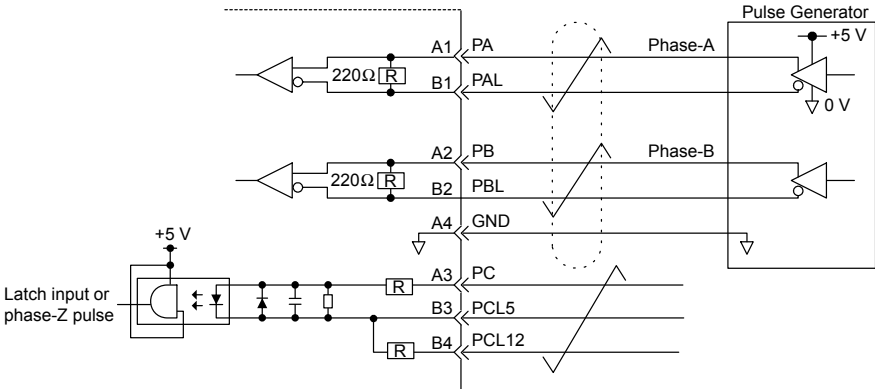 Pulse Generator
+5 V
A1 PA Phase-A
220Ω R
B1 PAL
0 V
A2 PB Phase-B
220Ω R
B2 PBL
A4 GND
+5 V
A3 PC
R
Latch input or
phase-Z pulse
B3 PCL5
B4 PCL12
R